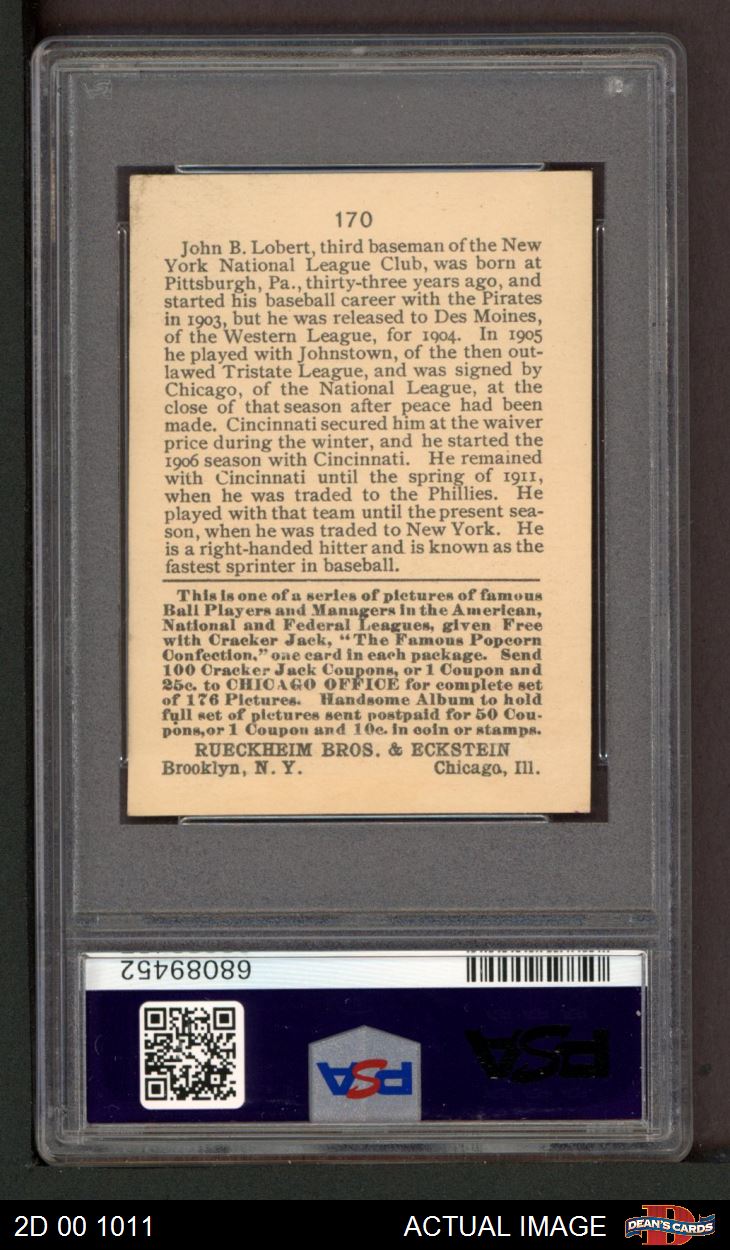 170
John B. Lobert, third baseman of the New
York National League Club, was born at
Pittsburgh, Pa., thirty-three years ago, and
started his baseball career with the Pirates
in 1903, but he was released to Des Moines,
of the Western League, for 1904. In 1905
he played with Johnstown, of the then out-
lawed Tristate League, and was signed by
Chicago, of the National League, at the
close of that season after peace had been
made. Cincinnati secured him at the waiver
price during the winter, and he started the
1906 season with Cincinnati. He remained
with Cincinnati until the spring of 1911,
when he was traded to the Phillies. He
played with that team until the present sea-
son, when he was traded to New York. He
is a right-handed hitter and is known as the
fastest sprinter in baseball.
This is one of a series of pictures of famous
Ball Players and Managers in the American,
National and Federal Leagues, given Free
with Cracker Jack, "The Famous Popcorn
Confection," one card in each package. Send
100 Cracker Jack Coupons, or 1 Coupon and
25c. to CHICAGO OFFICE for complete set
of 176 Pictures. Handsome Album to hold
full set of pictures sent postpaid for 50 Cou-
pons, or 1 Coupon and 10c. in coin or stamps.
RUECKHEIM BROS. & ECKSTEIN
Brooklyn, N. Y. Chicago, Ill.
68089452
PSA
PSA
2D 00 1011 ACTUAL IMAGE DEAN'S CARDS